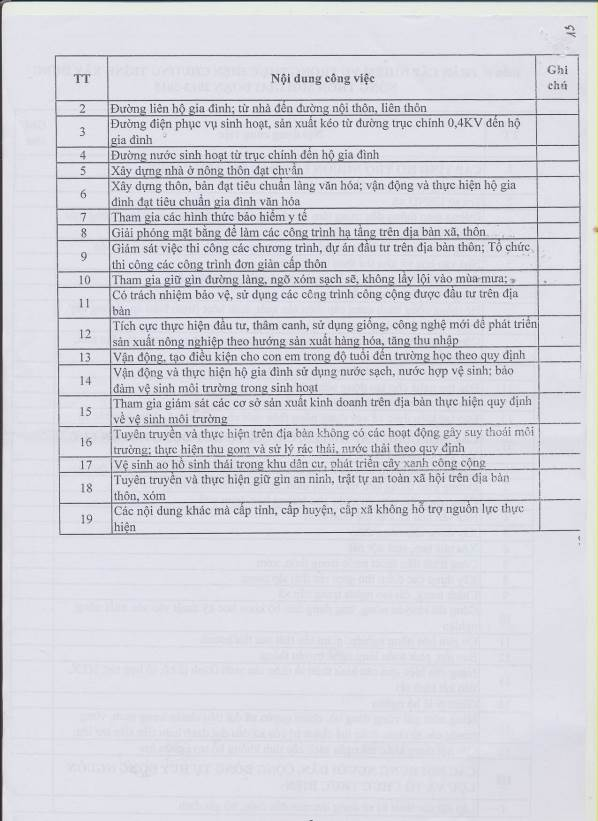 15
TT
Nội dung công việc
Ghi
chú
2
Đường liên hộ gia đình; từ nhà đến đường nội thôn, liên thôn
3
Đường điện phục vụ sinh hoạt, sản xuất kéo từ đường trục chính 0,4KV đến hộ
gia đình
4
Đường nước sinh hoạt từ trục chính đến hộ gia đình
5
Xây dựng nhà ở nông thôn đạt chuẩn
6
Xây dựng thôn, bản đạt tiêu chuẩn làng văn hóa; vận động và thực hiện hộ gia
đình đạt tiêu chuẩn gia đình văn hóa
7
Tham gia các hình thức bảo hiểm y tế
8
Giải phóng mặt bằng để làm các công trình hạ tầng trên địa bàn xã, thôn
9
Giám sát việc thi công các chương trình, dự án đầu tư trên địa bàn thôn; Tổ chức
thi công các công trình đơn giản cấp thôn
10
Tham gia giữ gìn đường làng, ngõ xóm sạch sẽ, không lầy lội vào mùa mưa;
11
Có trách nhiệm bảo vệ, sử dụng các công trình công cộng được đầu tư trên địa
bàn
12
Tích cực thực hiện đầu tư, thâm canh, sử dụng giống, công nghệ mới để phát triển
sản xuất nông nghiệp theo hướng sản xuất hàng hóa, tăng thu nhập
13
Vận động, tạo điều kiện cho con em trong độ tuổi đến trường học theo quy định
14
Vận động và thực hiện hộ gia đình sử dụng nước sạch, nước hợp vệ sinh; bảo
đảm vệ sinh môi trường trong sinh hoạt
15
Tham gia giám sát các cơ sở sản xuất kinh doanh trên địa bàn thực hiện quy định
về vệ sinh môi trường
16
Tuyên truyền và thực hiện trên địa bàn không có các hoạt động gây suy thoái môi
trường; thực hiện thu gom và sử lý rác thải, nước thải theo quy định
17
Vệ sinh ao hồ sinh thái trong khu dân cư, phát triển cây xanh công cộng
18
Tuyên truyền và thực hiện giữ gìn an ninh, trật tự an toàn xã hội trên địa bàn
thôn, xóm
19
Các nội dung khác mà cấp tỉnh, cấp huyện, cấp xã không hỗ trợ nguồn lực thực
hiện